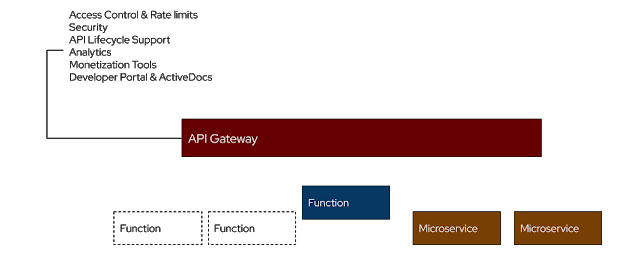 Access Control & Rate limits
Security
API Lifecycle Support
Analytics
Monetization Tools
Developer Portal & ActiveDocs
API Gateway
Function
Function
Function
Microservice
Microservice